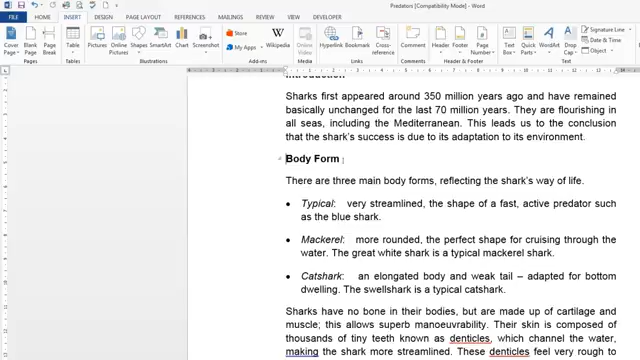 Predators [Compatibility Mode] - Word
FILE HOME INSERT DESIGN PAGE LAYOUT REFERENCES MAILINGS REVIEW VIEW DEVELOPER
Cover Page Blank Page Page Break Table Pictures Online Pictures Shapes SmartArt Chart Screenshot Store My Apps Wikipedia Online Video Hyperlink Bookmark Cross-reference Comment Header Footer Page Number Text Box Quick Parts WordArt Drop Cap Signature Line Date & Time Object
Pages Tables Illustrations Add-ins Media Links Comments Header & Footer Text
Introduction
Sharks first appeared around 350 million years ago and have remained
basically unchanged for the last 70 million years. They are flourishing in
all seas, including the Mediterranean. This leads us to the conclusion
that the shark's success is due to its adaptation to its environment.
Body Form
There are three main body forms, reflecting the shark's way of life.
• Typical: very streamlined, the shape of a fast, active predator such
as the blue shark.
• Mackerel: more rounded, the perfect shape for cruising through the
water. The great white shark is a typical mackerel shark.
• Catshark: an elongated body and weak tail – adapted for bottom
dwelling. The swellshark is a typical catshark.
Sharks have no bone in their bodies, but are made up of cartilage and
muscle; this allows superb manoeuvrability. Their skin is composed of
thousands of tiny teeth known as denticles, which channel the water,
making the shark more streamlined. These denticles feel very rough to